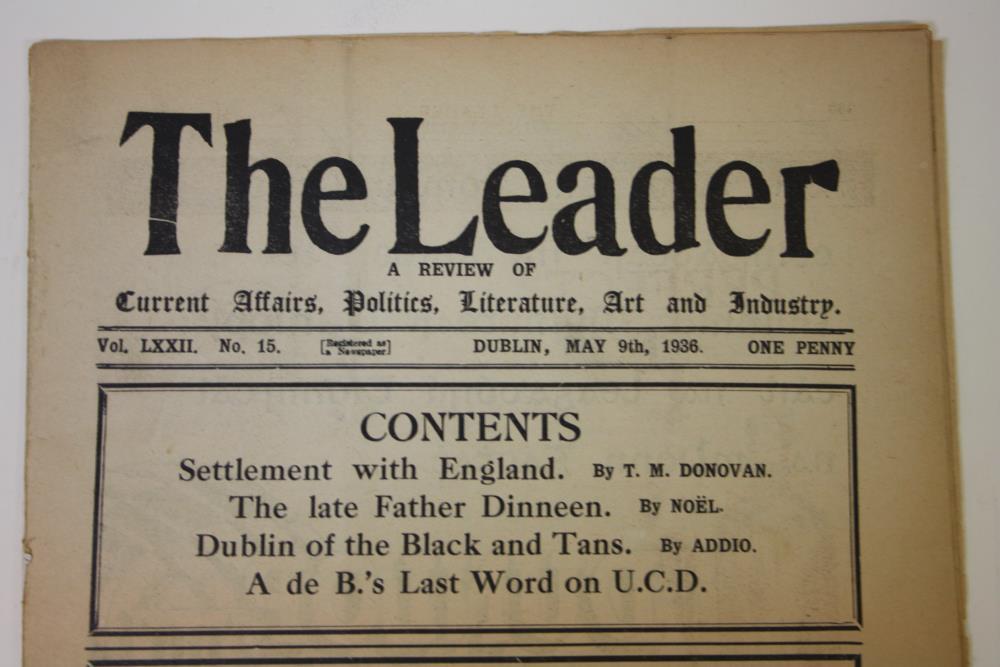 The Leader
A REVIEW OF
Current Affairs, Politics, Literature, Art and Industry.
Vol. LXXII. No. 15. [Registered as a Newspaper] DUBLIN, MAY 9th, 1936. ONE PENNY
CONTENTS
Settlement with England. By T. M. DONOVAN.
The late Father Dinneen. By NOËL.
Dublin of the Black and Tans. By ADDIO.
A de B.'s Last Word on U.C.D.